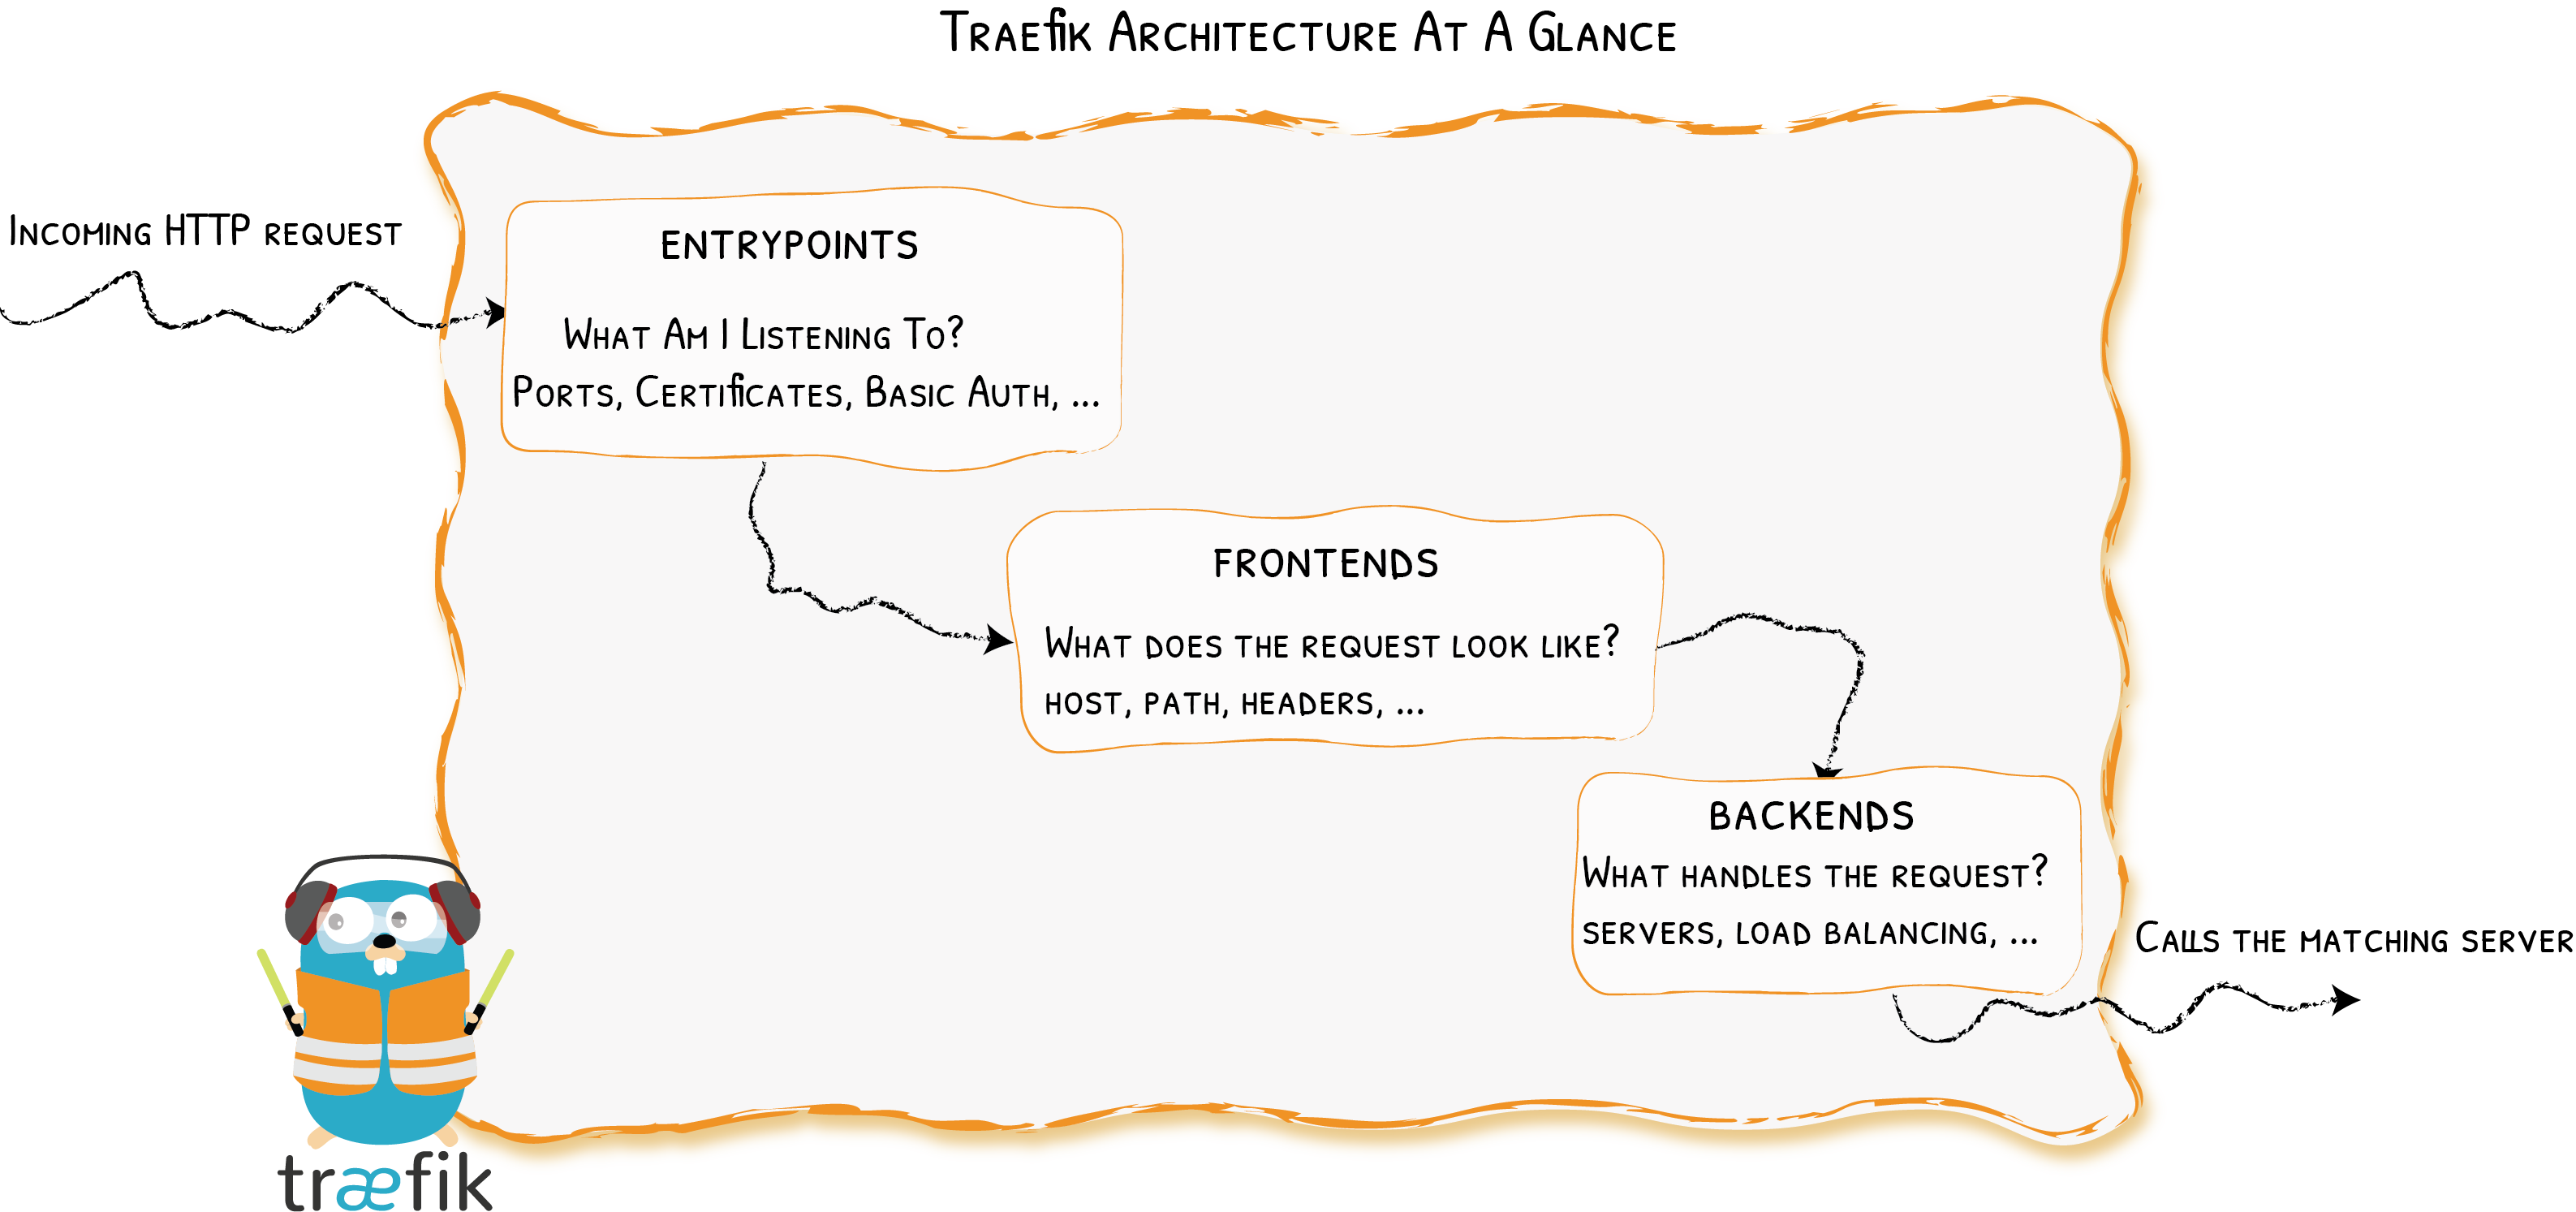 Traefik Architecture At A Glance
Incoming HTTP request
ENTRYPOINTS
What Am I Listening To?
Ports, Certificates, Basic Auth, ...
FRONTENDS
What does the request look like?
host, path, headers, ...
BACKENDS
What handles the request?
servers, load balancing, ...
Calls the matching server
træfik